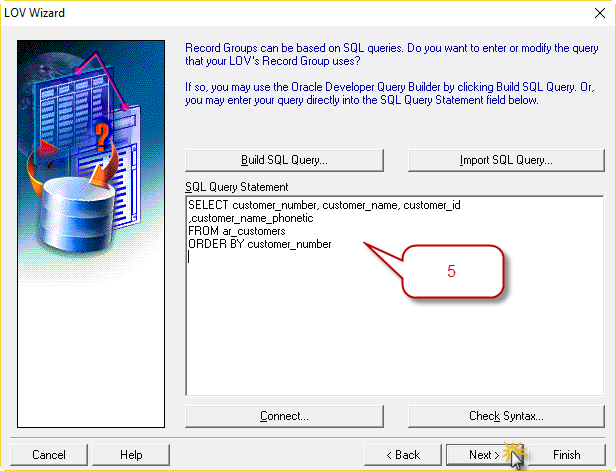 LOV Wizard
Record Groups can be based on SQL queries. Do you want to enter or modify the query
that your LOV's Record Group uses?
If so, you may use the Oracle Developer Query Builder by clicking Build SQL Query. Or,
you may enter your query directly into the SQL Query Statement field below.
Build SQL Query... Import SQL Query...
SQL Query Statement
SELECT customer_number, customer_name, customer_id
,customer_name_phonetic
FROM ar_customers
ORDER BY customer_number
5
Connect... Check Syntax...
Cancel Help < Back Next > Finish